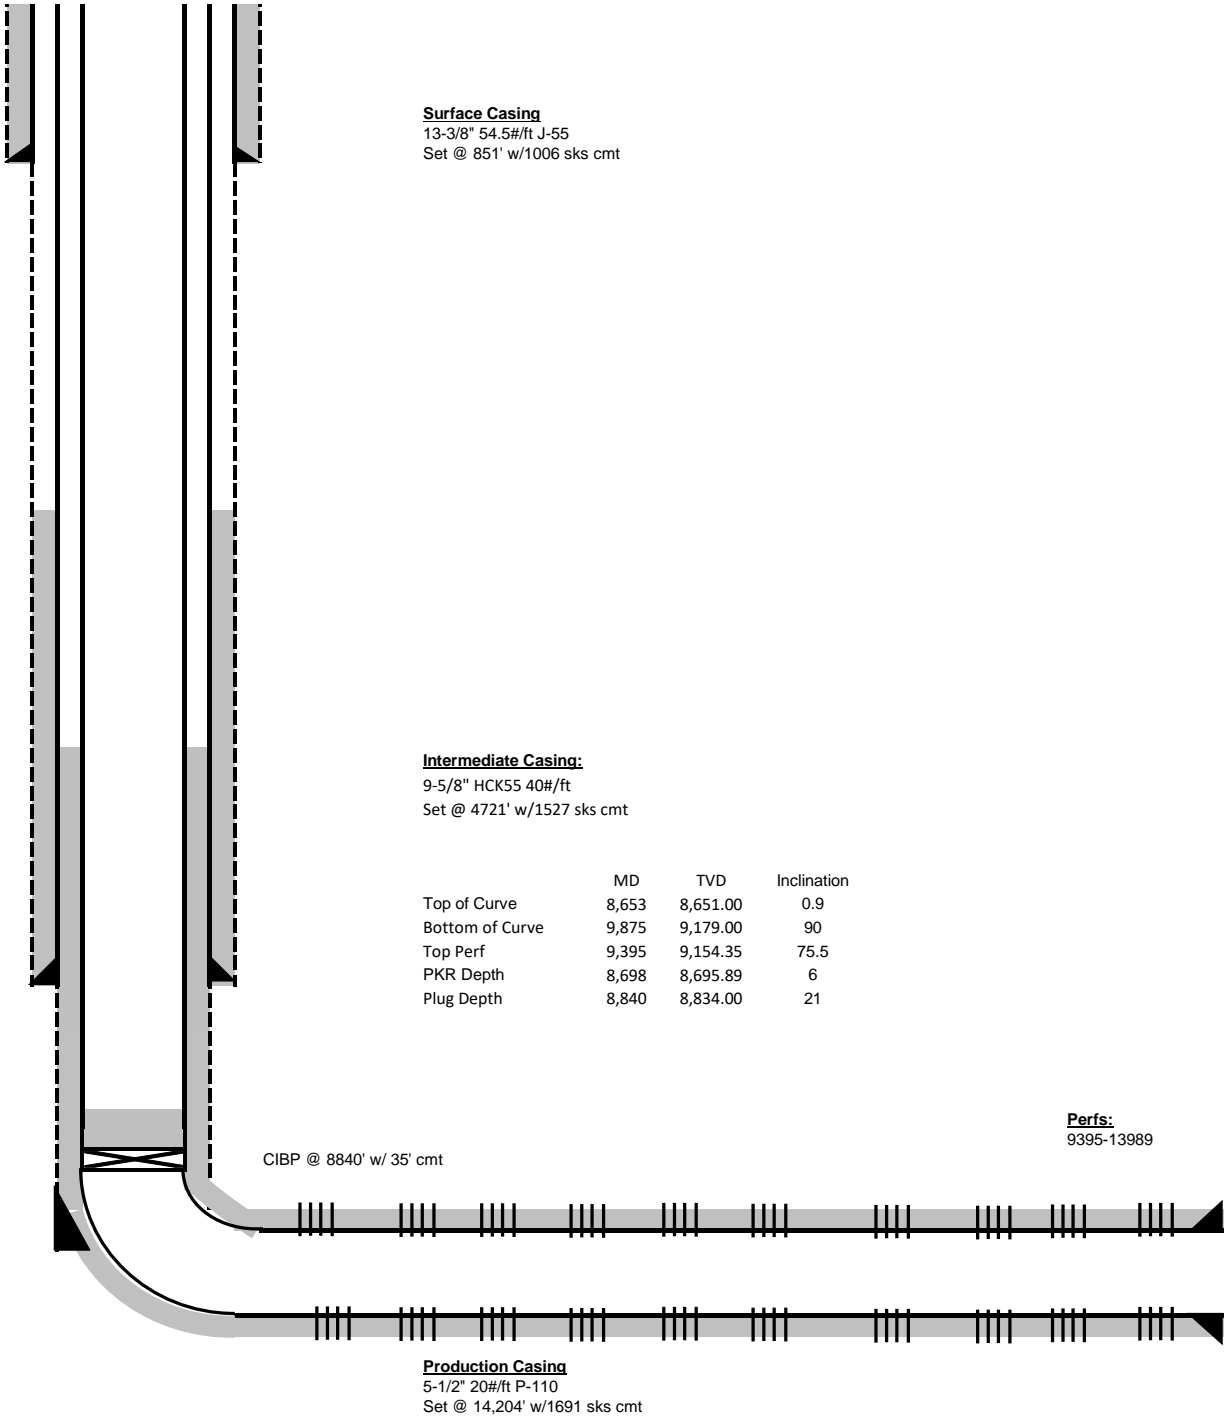 Surface Casing
13-3/8" 54.5#/ft J-55
Set @ 851' w/1006 sks cmt
Intermediate Casing:
9-5/8" HCK55 40#/ft
Set @ 4721' w/1527 sks cmt
MD TVD Inclination
Top of Curve 8,653 8,651.00 0.9
Bottom of Curve 9,875 9,179.00 90
Top Perf 9,395 9,154.35 75.5
PKR Depth 8,698 8,695.89 6
Plug Depth 8,840 8,834.00 21
Perfs:
9395-13989
CIBP @ 8840' w/ 35' cmt
Production Casing
5-1/2" 20#/ft P-110
Set @ 14,204' w/1691 sks cmt